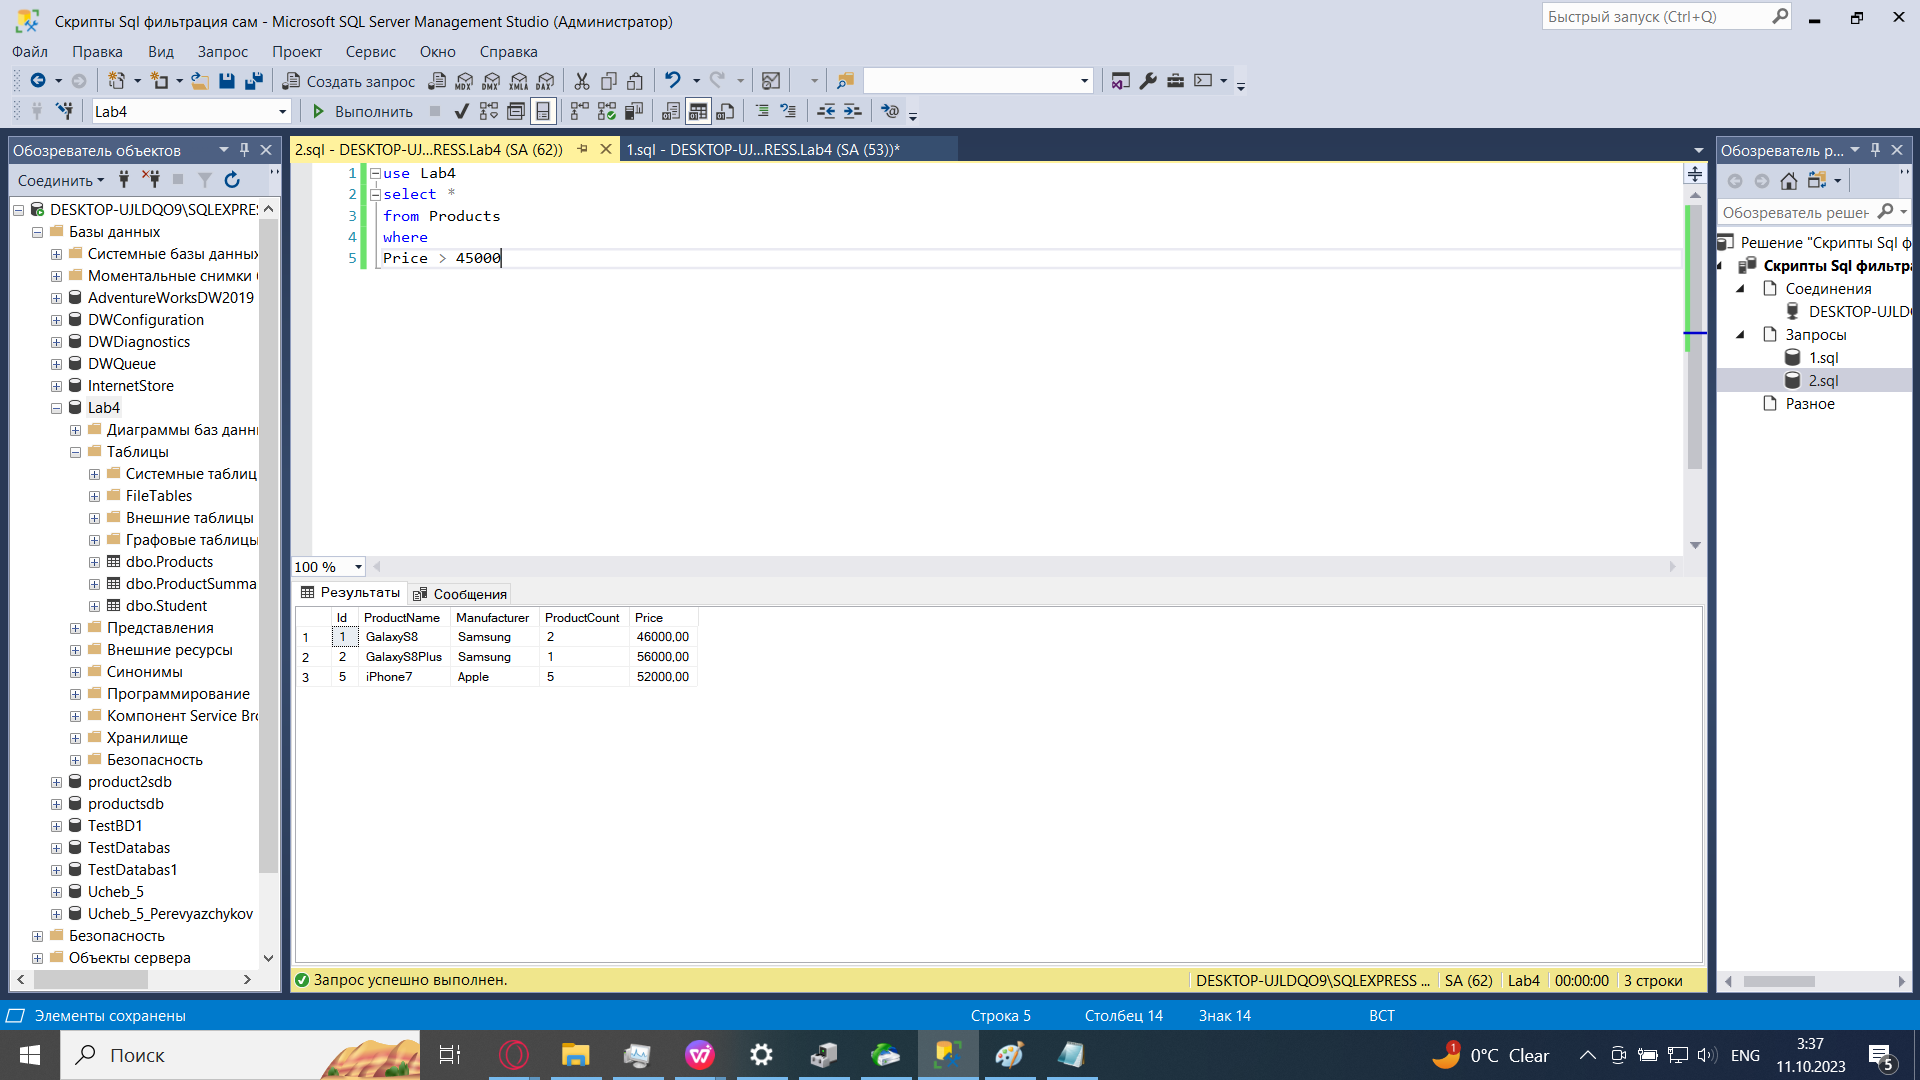 Скрипты Sql фильтрация сам - Microsoft SQL Server Management Studio (Администратор)
Быстрый запуск (Ctrl+Q)
Файл Правка Вид Запрос Проект Сервис Окно Справка
Создать запрос
MDX DMX XMLA DAX
Lab4
Выполнить
Обозреватель объектов
Соединить
DESKTOP-UJLDQO9\SQLEXPRE
Базы данных
Системные базы данных
Моментальные снимки
AdventureWorksDW2019
DWConfiguration
DWDiagnostics
DWQueue
InternetStore
Lab4
Диаграммы баз данн
Таблицы
Системные таблиц
FileTables
Внешние таблицы
Графовые таблицы
dbo.Products
dbo.ProductSumma
dbo.Student
Представления
Внешние ресурсы
Синонимы
Программирование
Компонент Service Bro
Хранилище
Безопасность
product2sdb
productsdb
TestBD1
TestDatabas
TestDatabas1
Ucheb_5
Ucheb_5_Perevyazchykov
Безопасность
Объекты сервера
2.sql - DESKTOP-UJ...RESS.Lab4 (SA (62))
1.sql - DESKTOP-UJ...RESS.Lab4 (SA (53))*
1 use Lab4
2 select *
3 from Products
4 where
5 Price > 45000
100 %
Результаты Сообщения
Id ProductName Manufacturer ProductCount Price
1 1 GalaxyS8 Samsung 2 46000,00
2 2 GalaxyS8Plus Samsung 1 56000,00
3 5 iPhone7 Apple 5 52000,00
Запрос успешно выполнен.
DESKTOP-UJLDQO9\SQLEXPRESS ... SA (62) Lab4 00:00:00 3 строки
Обозреватель р...
Обозреватель решен
Решение "Скрипты Sql ф
Скрипты Sql фильтра
Соединения
DESKTOP-UJLD
Запросы
1.sql
2.sql
Разное
Элементы сохранены
Строка 5 Столбец 14 Знак 14 ВСТ
Поиск
1
0°C Clear
ENG
3:37
11.10.2023
5